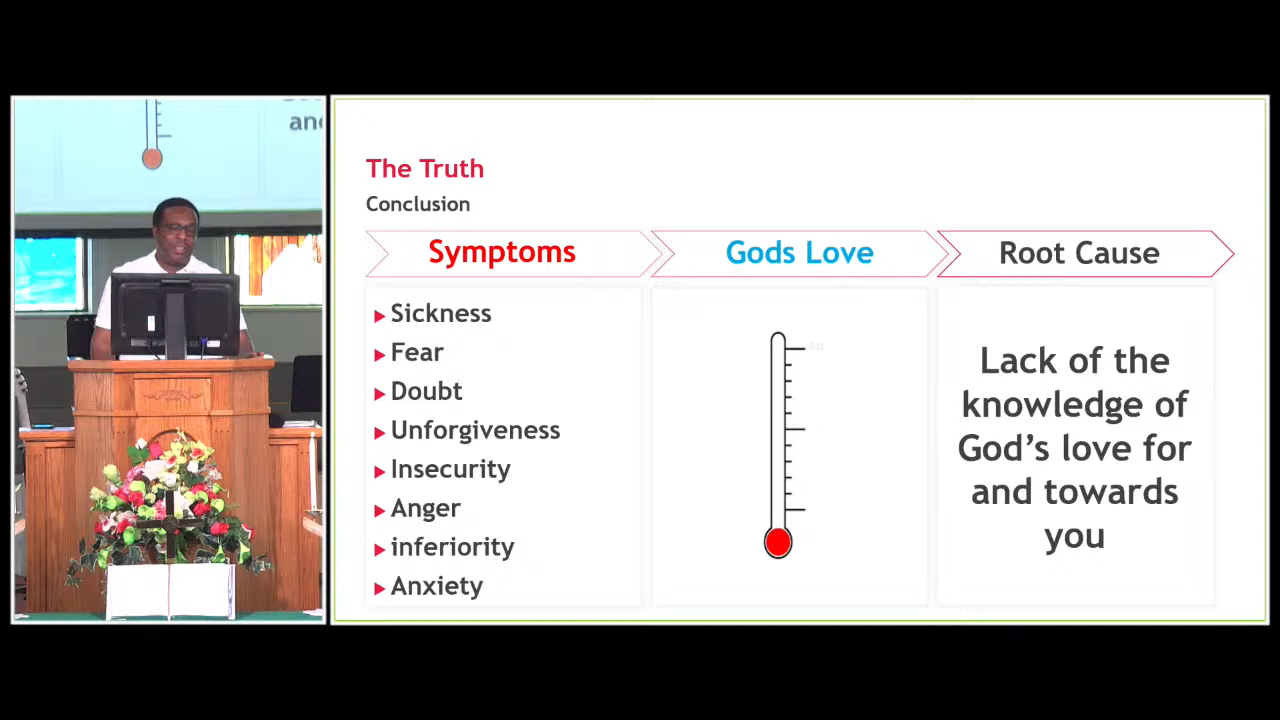 and
The Truth
Conclusion
Symptoms
Gods Love
Root Cause
Sickness
Fear
Doubt
Unforgiveness
Insecurity
Anger
inferiority
Anxiety
Lack of the
knowledge of
God’s love for
and towards
you